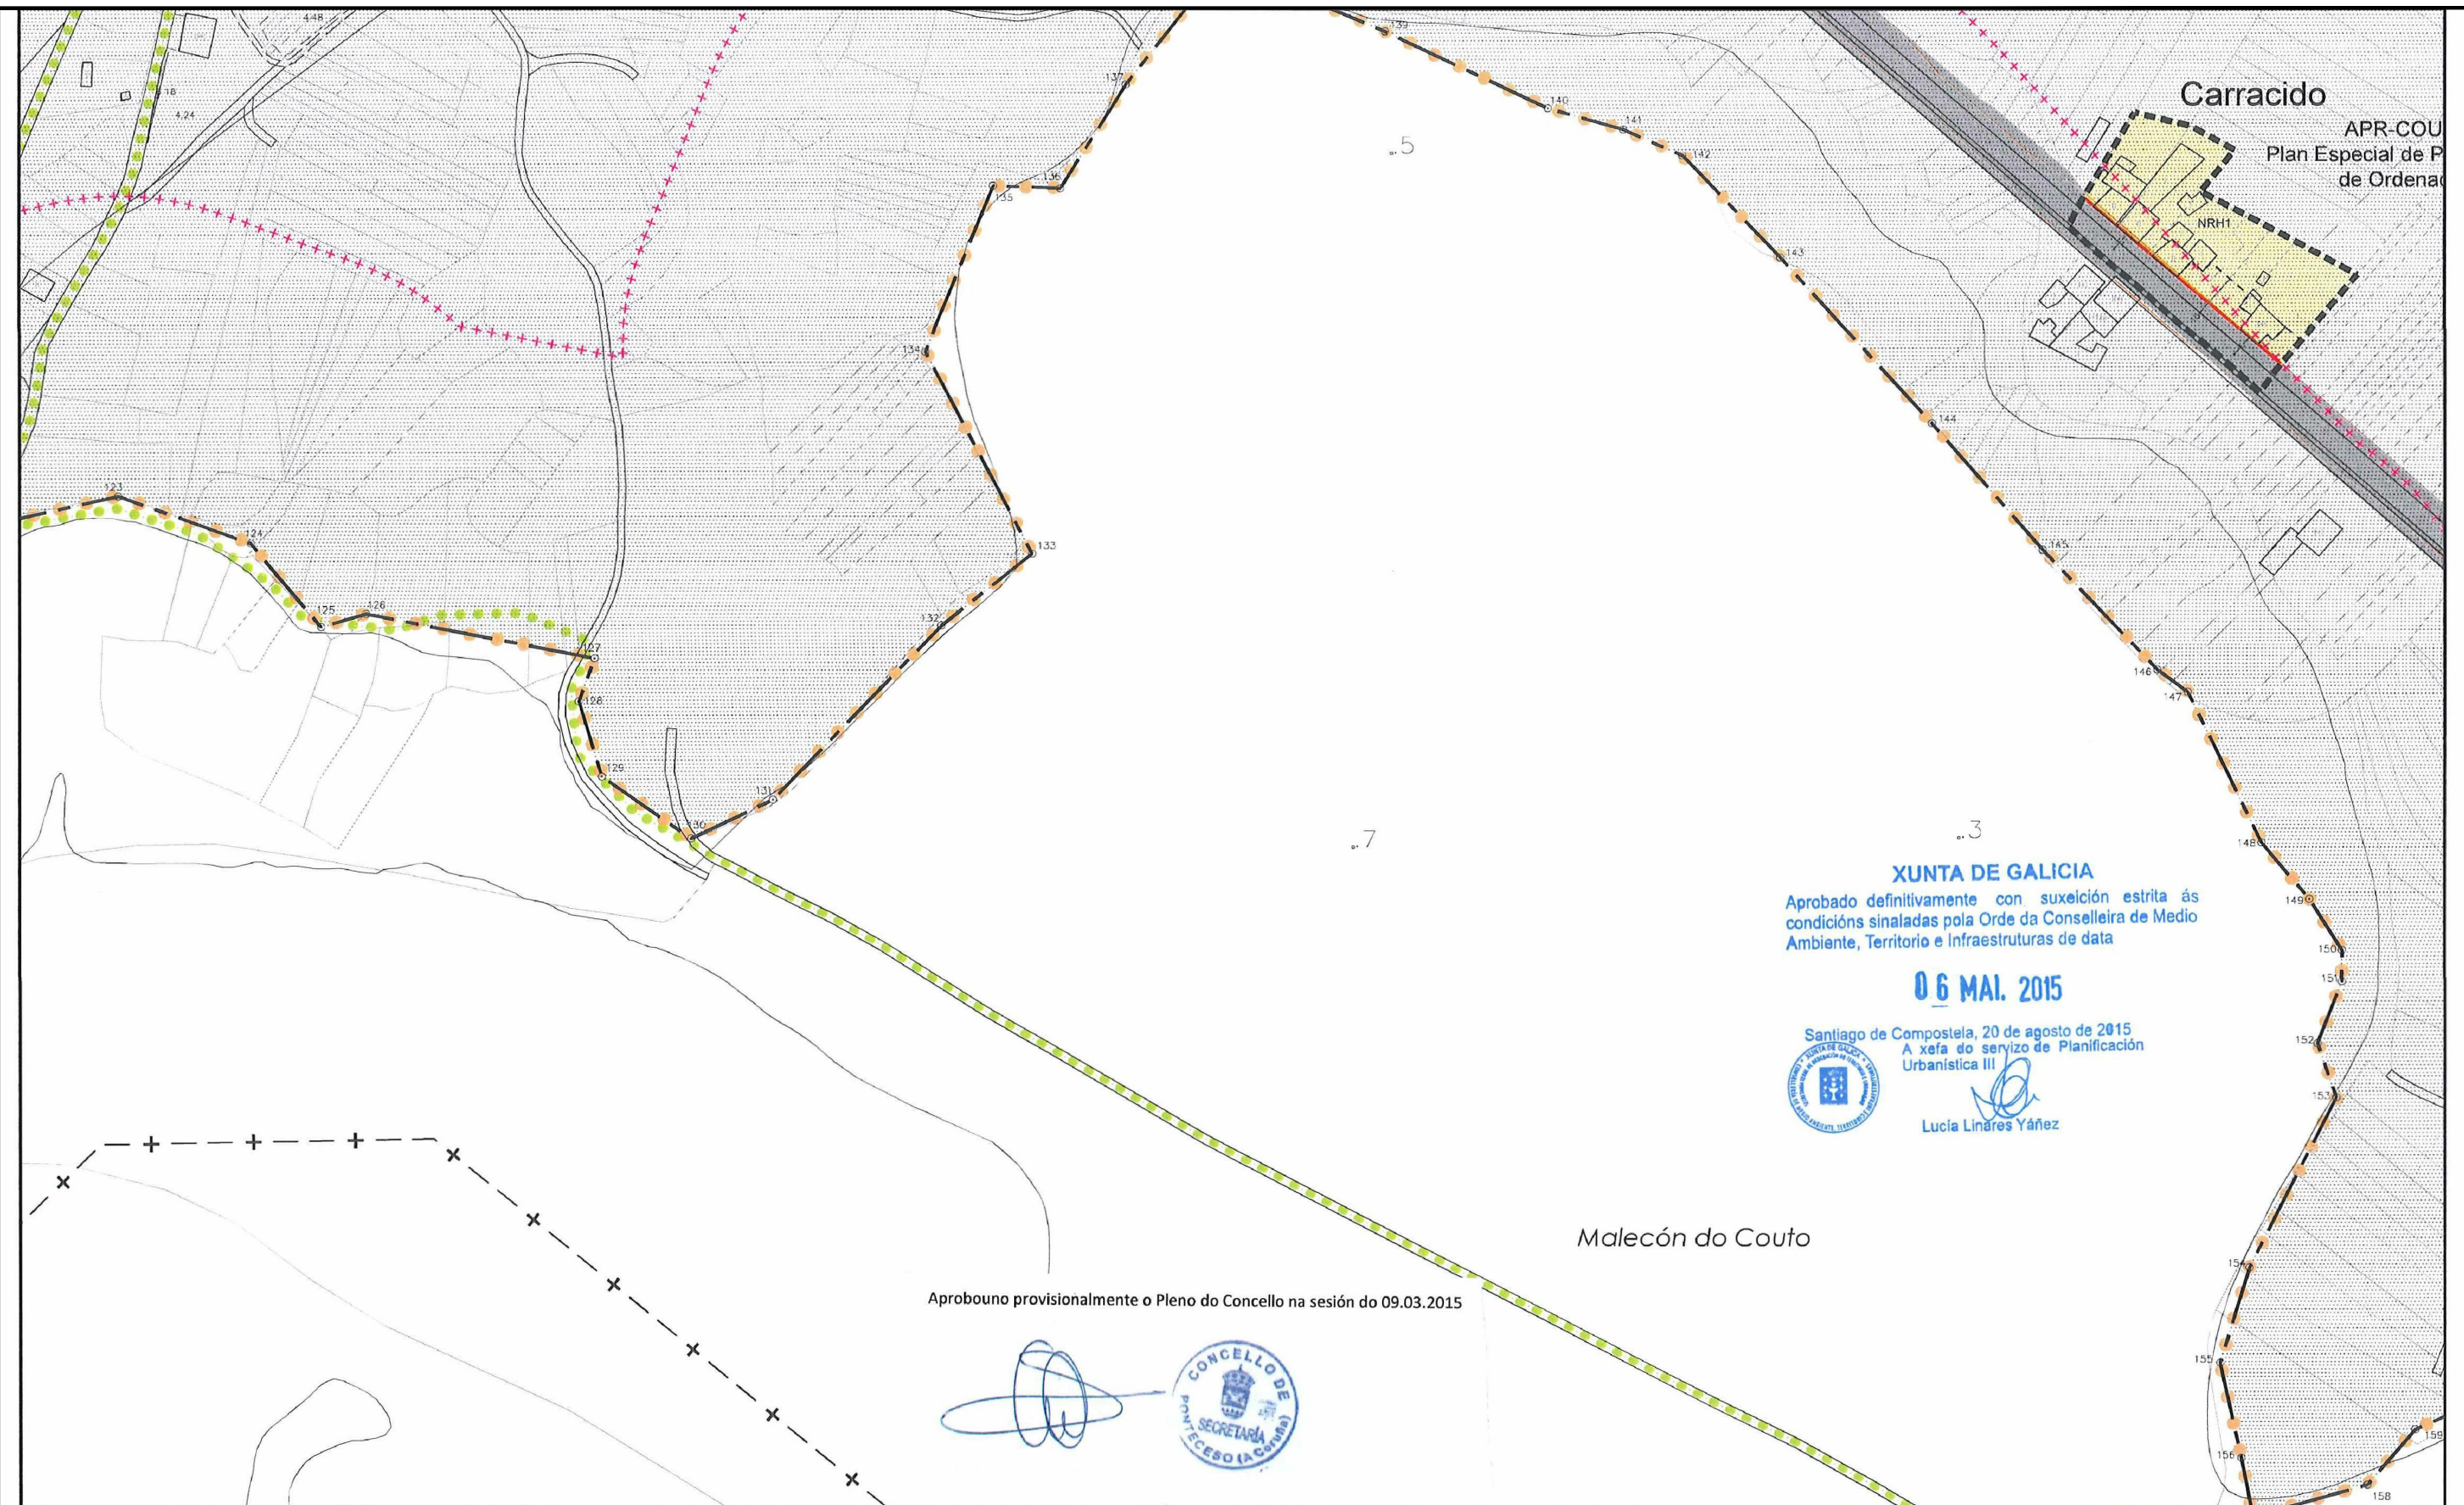 4.48
4.24
Carracido
APR-COU
Plan Especial de P
de Ordena
NRH1
139
140
141
142
143
144
145
146
147
148
149
150
151
152
153
154
155
156
158
159
137
136
135
134
133
132
131
130
129
128
127
126
125
124
123
5
7
3
XUNTA DE GALICIA
Aprobado definitivamente con suxeición estrita ás
condicións sinaladas pola Orde da Conselleira de Medio
Ambiente, Territorio e Infraestruturas de data
06 MAI. 2015
Santiago de Compostela, 20 de agosto de 2015
A xefa do servizo de Planificación
Urbanística III
Lucía Linares Yáñez
Malecón do Couto
Aprobouno provisionalmente o Pleno do Concello na sesión do 09.03.2015
CONCELLO DE
PONTECESO (A Coruña)
SECRETARÍA